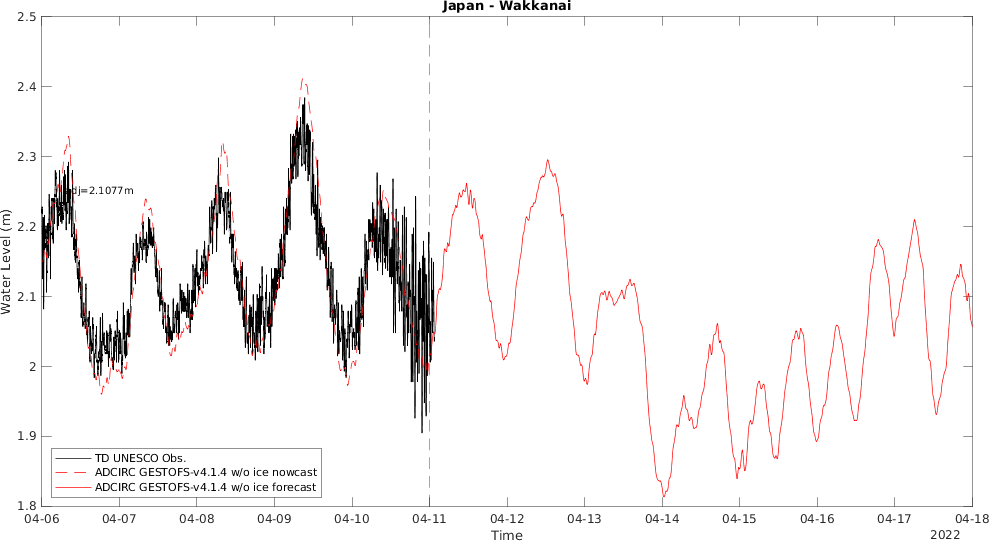 Japan - Wakkanai
2.5
2.4
2.3
2.2
2.1
2
1.9
1.8
Water Level (m)
dj=2.1077m
TD UNESCO Obs.
ADCIRC GESTOFS-v4.1.4 w/o ice nowcast
ADCIRC GESTOFS-v4.1.4 w/o ice forecast
04-06 04-07 04-08 04-09 04-10 04-11 04-12 04-13 04-14 04-15 04-16 04-17 04-18
Time
2022